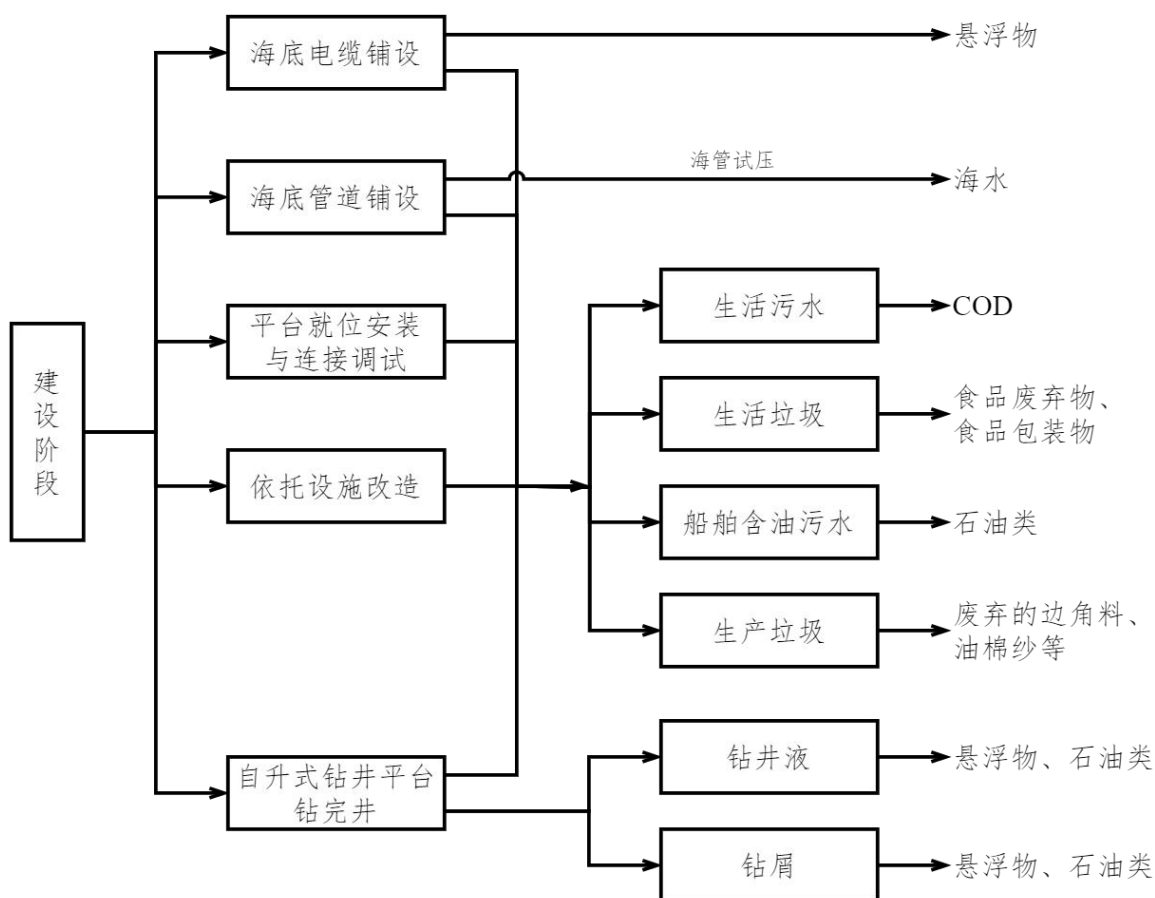 建设阶段
海底电缆铺设
悬浮物
海底管道铺设
海管试压
海水
平台就位安装
与连接调试
依托设施改造
生活污水
COD
生活垃圾
食品废弃物、
食品包装物
船舶含油污水
石油类
生产垃圾
废弃的边角料、
油棉纱等
自升式钻井平台
钻完井
钻井液
悬浮物、石油类
钻屑
悬浮物、石油类